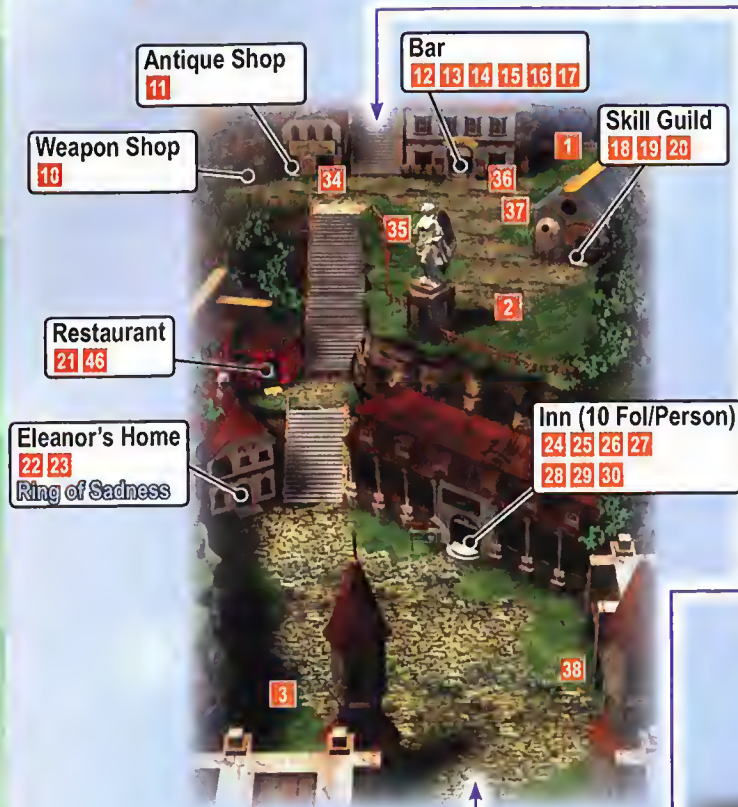 Antique Shop
11
Bar
12 13 14 15 16 17
Weapon Shop
10
Skill Guild
18 19 20
1
34
36
37
35
2
Restaurant
21 46
Eleanor's Home
22 23
Ring of Sadness
Inn (10 Fol/Person)
24 25 26 27
28 29 30
38
3